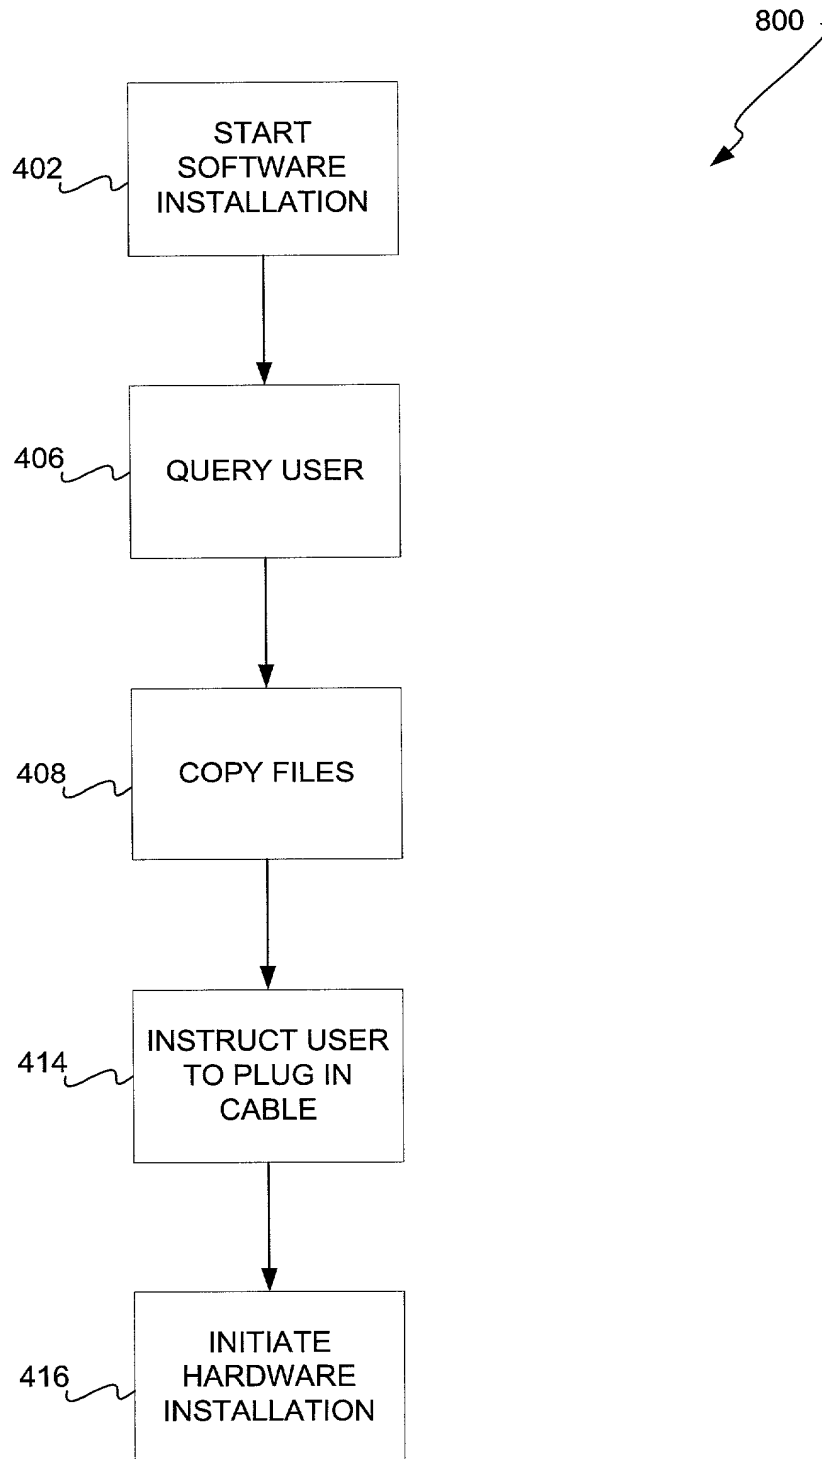 800
START
SOFTWARE
INSTALLATION
402
QUERY USER
406
COPY FILES
408
INSTRUCT USER
TO PLUG IN
CABLE
414
INITIATE
HARDWARE
INSTALLATION
416